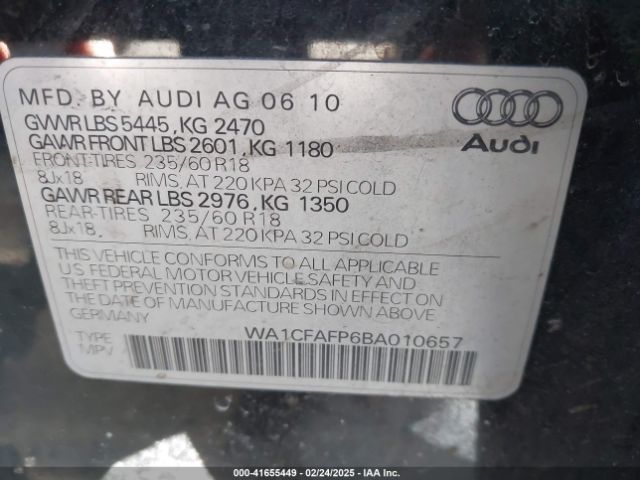 MFD. BY AUDI AG 06 10
GVWR LBS 5445, KG 2470
GAWR FRONT LBS 2601, KG 1180
FRONT-TIRES 235/60 R18
8Jx18 RIMS, AT 220 KPA 32 PSI COLD
GAWR REAR LBS 2976, KG 1350
REAR-TIRES 235/60 R18
8Jx18, RIMS, AT 220 KPA 32 PSI COLD
Audi
THIS VEHICLE CONFORMS TO ALL APPLICABLE
U.S. FEDERAL MOTOR VEHICLE SAFETY AND
THEFT PREVENTION STANDARDS IN EFFECT ON
THE DATE OF MANUFACTURE SHOWN ABOVE.
GERMANY
TYPE WA1CFAFP6BA010657
MPV
000-41655449 - 02/24/2025 - IAA Inc.